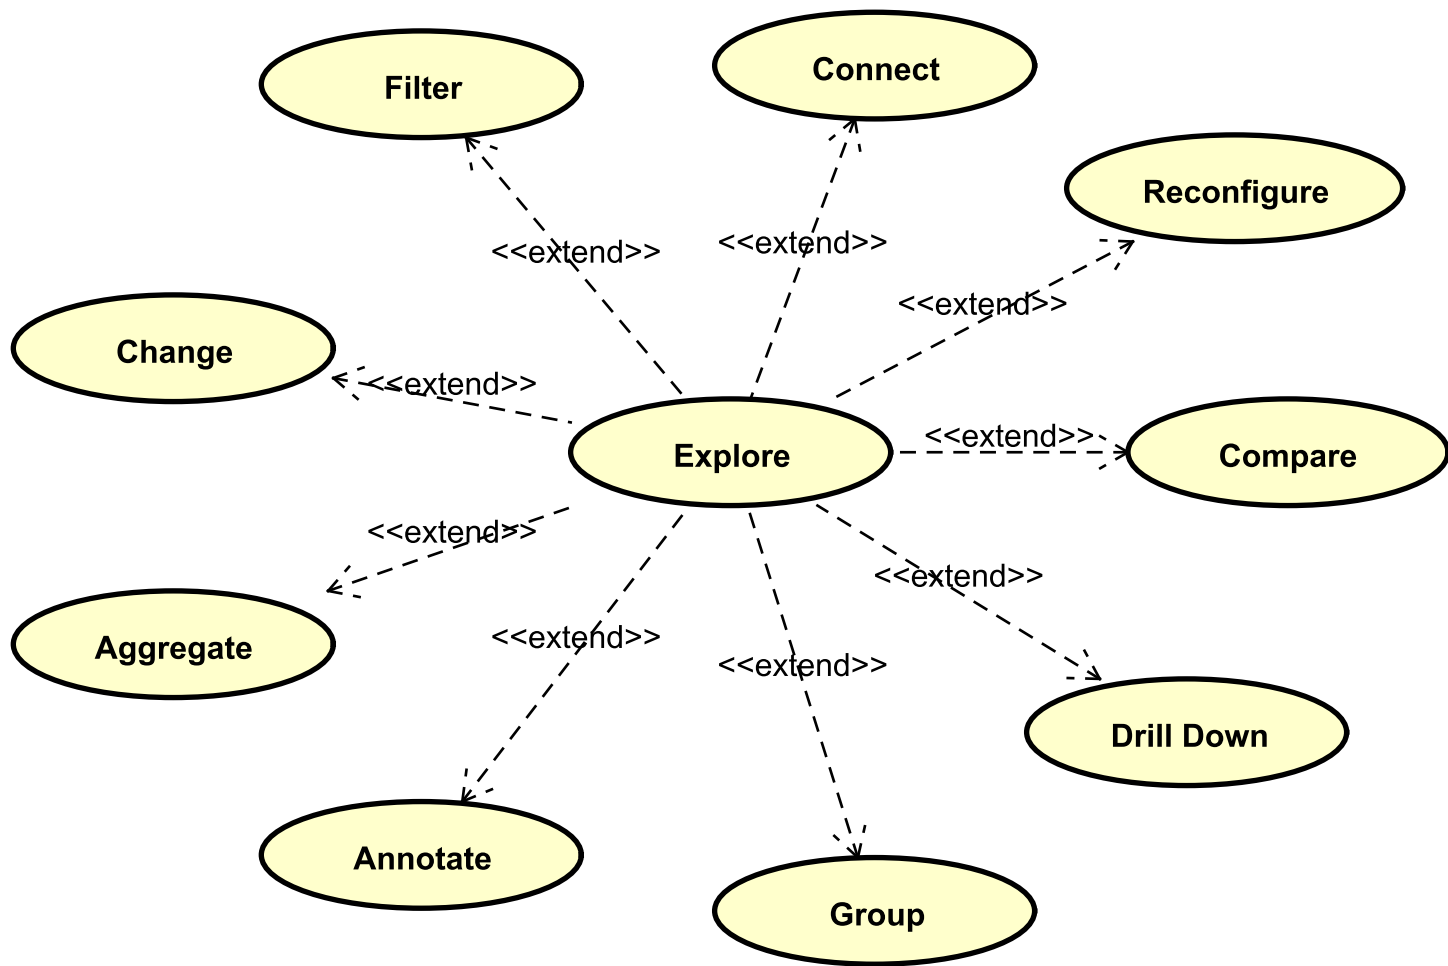 Connect
Filter
Reconfigure
<<extend>>
<<extend>>
<<extend>>
Change
<<extend>>
<<extend>>
Explore
Compare
<<extend>>
<<extend>>
Aggregate
<<extend>>
<<extend>>
Drill Down
Annotate
Group